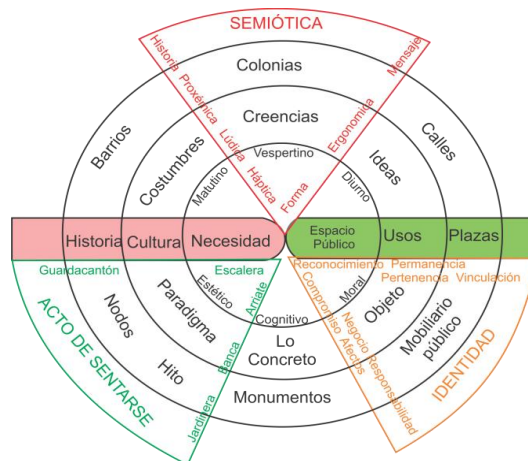 SEMIÓTICA
Historia
Proxémica
Lúdica
Háptica
Forma
Ergonomica
Mensaje
Colonias
Barrios
Calles
Creencias
Costumbres
Ideas
Vespertino
Matutino
Diurno
Historia
Cultura
Necesidad
Espacio
Público
Usos
Plazas
Guardacantón
Escalera
Arriate
Banca
Jardinera
ACTO DE SENTARSE
Reconocimiento
Permanencia
Pertenencia
Vinculación
Compromiso
Afectos
Negocio
Responsabilidad
IDENTIDAD
Estético
Cognitivo
Moral
Paradigma
Lo
Concreto
Objeto
Nodos
Hito
Monumentos
Mobiliario
público